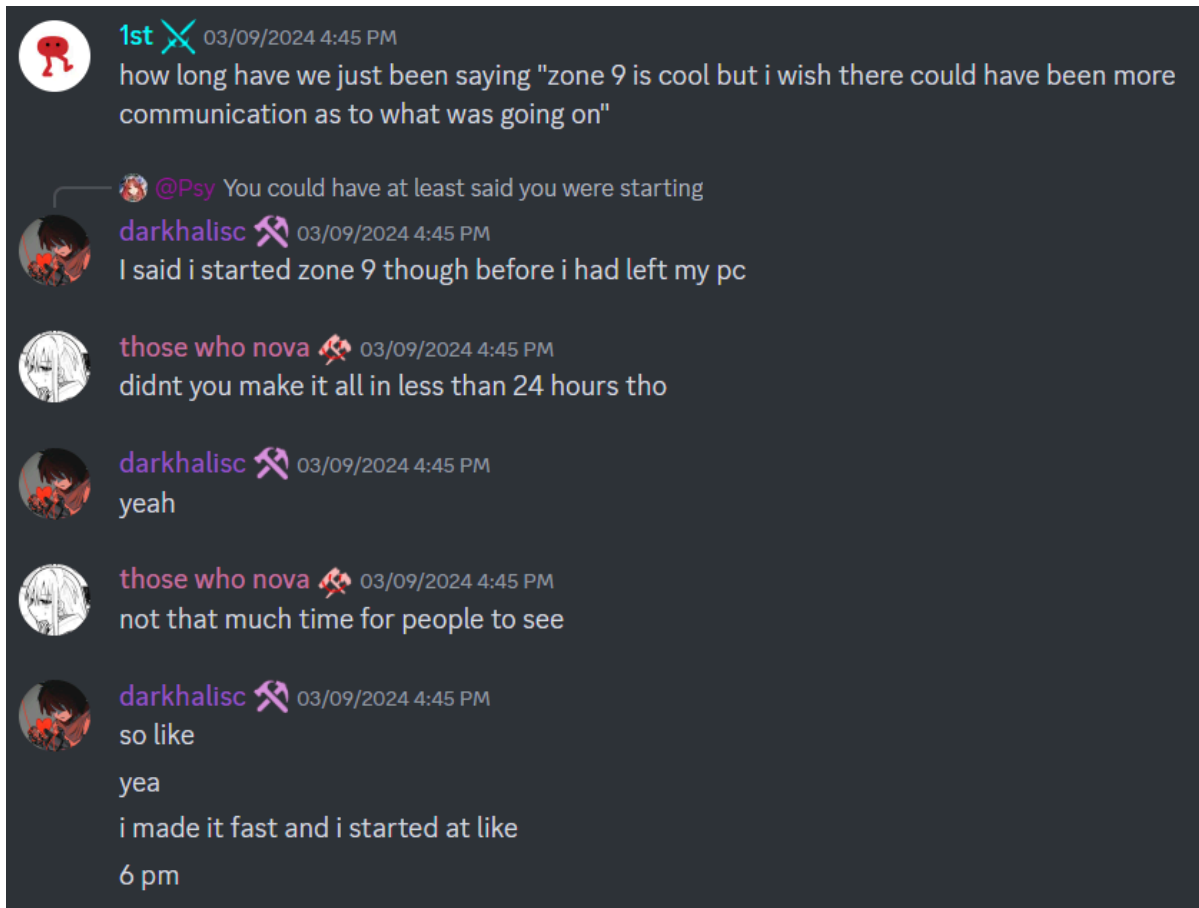 1st 03/09/2024 4:45 PM
how long have we just been saying "zone 9 is cool but i wish there could have been more
communication as to what was going on"
@Psy You could have at least said you were starting
darkhalisc 03/09/2024 4:45 PM
I said i started zone 9 though before i had left my pc
those who nova 03/09/2024 4:45 PM
didnt you make it all in less than 24 hours tho
darkhalisc 03/09/2024 4:45 PM
yeah
those who nova 03/09/2024 4:45 PM
not that much time for people to see
darkhalisc 03/09/2024 4:45 PM
so like
yea
i made it fast and i started at like
6 pm